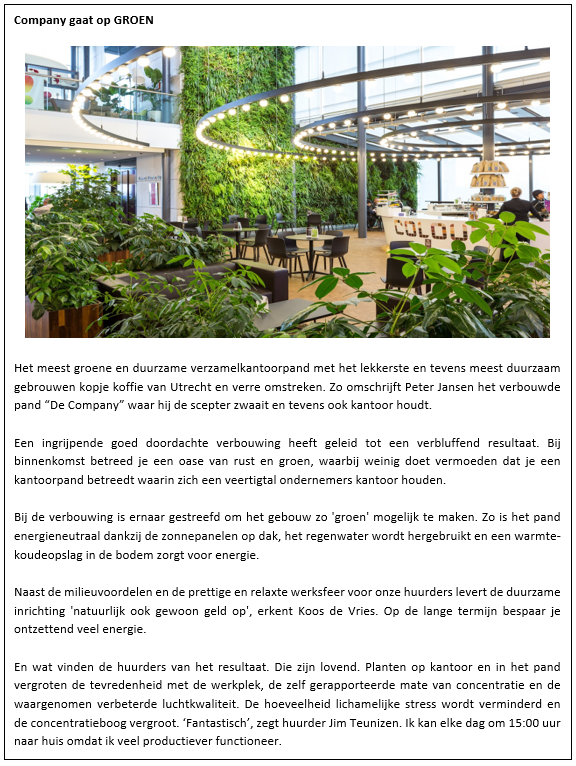 Company gaat op GROEN
COLOU
Het meest groene en duurzame verzamelkantoorpand met het lekkerste en tevens meest duurzaam
gebrouwen kopje koffie van Utrecht en verre omstreken. Zo omschrijft Peter Jansen het verbouwde
pand “De Company” waar hij de scepter zwaait en tevens ook kantoor houdt.
Een ingrijpende goed doordachte verbouwing heeft geleid tot een verbluffend resultaat. Bij
binnenkomst betreed je een oase van rust en groen, waarbij weinig doet vermoeden dat je een
kantoorpand betreedt waarin zich een veertigtal ondernemers kantoor houden.
Bij de verbouwing is ernaar gestreefd om het gebouw zo 'groen' mogelijk te maken. Zo is het pand
energieneutraal dankzij de zonnepanelen op dak, het regenwater wordt hergebruikt en een warmte-
koudeopslag in de bodem zorgt voor energie.
Naast de milieuvoordelen en de prettige en relaxte werksfeer voor onze huurders levert de duurzame
inrichting 'natuurlijk ook gewoon geld op', erkent Koos de Vries. Op de lange termijn bespaar je
ontzettend veel energie.
En wat vinden de huurders van het resultaat. Die zijn lovend. Planten op kantoor en in het pand
vergroten de tevredenheid met de werkplek, de zelf gerapporteerde mate van concentratie en de
waargenomen verbeterde luchtkwaliteit. De hoeveelheid lichamelijke stress wordt verminderd en
de concentratieboog vergroot. ‘Fantastisch’, zegt huurder Jim Teunizen. Ik kan elke dag om 15:00 uur
naar huis omdat ik veel productiever functioneer.